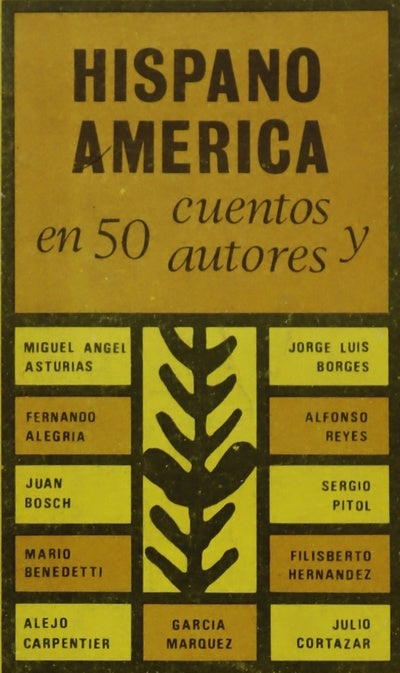 HISPANO
AMERICA
en 50 cuentos y
autores
MIGUEL ANGEL
ASTURIAS
JORGE LUIS
BORGES
FERNANDO
ALEGRIA
ALFONSO
REYES
JUAN
BOSCH
SERGIO
PITOL
MARIO
BENEDETTI
FILISBERTO
HERNANDEZ
ALEJO
CARPENTIER
GARCIA
MARQUEZ
JULIO
CORTAZAR